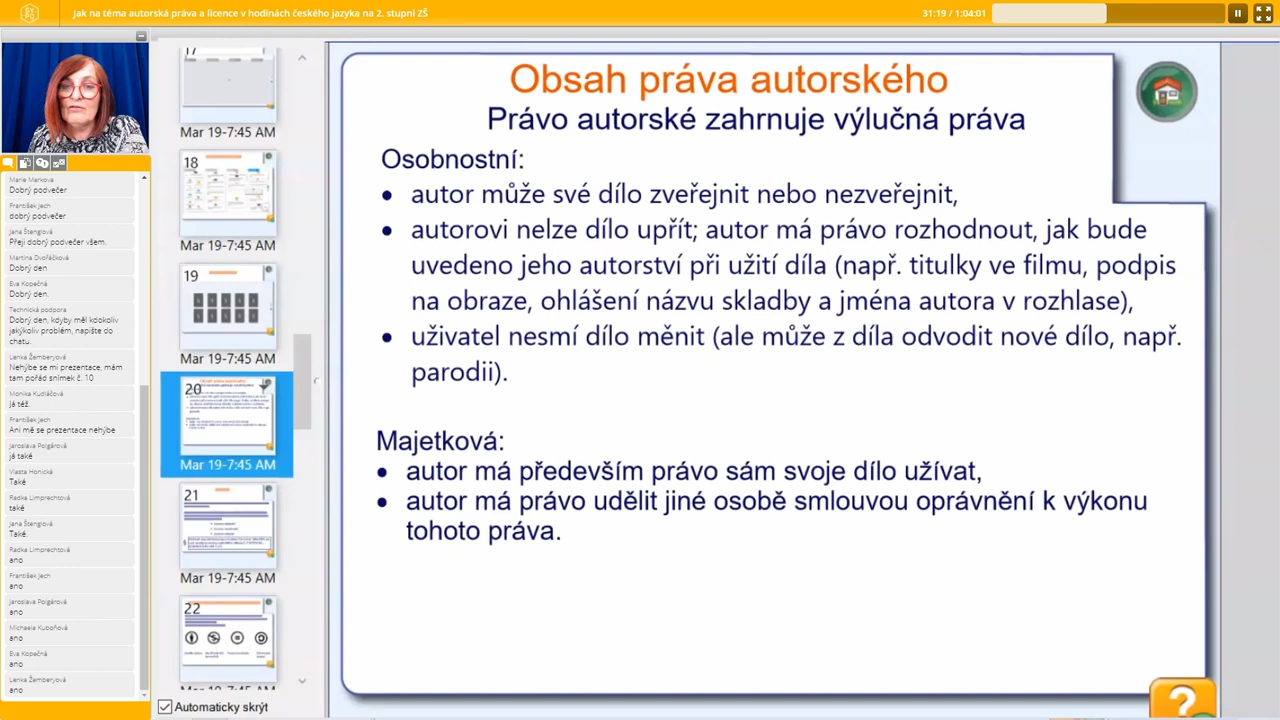 Jak na téma autorská práva a licence v hodinách českého jazyka na 2. stupni ZŠ
31:19 / 1:04:01
Marie Markova
Dobrý podvečer
František Jech
dobrý podvečer
Jana Štenglová
Přeji dobrý podvečer všem.
Martina Dvořáčková
Dobrý den
Eva Kopečná
Dobrý den.
Technická podpora
Dobrý den, kdyby měl kdokoliv
jakýkoliv problém, napište do
chatu.
Lenka Žemberyová
Nehýbe se mi prezentace, mám
tam pořád snímek č. 10
Monika Kudláčová
Já též
František Jech
Ani mě se prezentace nehýbe
Jaroslava Polgárová
já také
Vlasta Honická
Také
Radka Limprechtová
také
Jana Štenglová
Také.
Radka Limprechtová
ano
František Jech
ano
Jaroslava Polgárová
ano
Michaela Kuboňová
ano
Eva Kopečná
ano
Lenka Žemberyová
ano
17
Mar 19-7:45 AM
18
Mar 19-7:45 AM
19
Mar 19-7:45 AM
20
Mar 19-7:45 AM
21
Mar 19-7:45 AM
22
Mar 19-7:45 AM
Automaticky skrýt
Obsah práva autorského
Právo autorské zahrnuje výlučná práva
Osobnostní:
• autor může své dílo zveřejnit nebo nezveřejnit,
• autorovi nelze dílo upřít; autor má právo rozhodnout, jak bude
uvedeno jeho autorství při užití díla (např. titulky ve filmu, podpis
na obraze, ohlášení názvu skladby a jména autora v rozhlase),
• uživatel nesmí dílo měnit (ale může z díla odvodit nové dílo, např.
parodii).
Majetková:
• autor má především právo sám svoje dílo užívat,
• autor má právo udělit jiné osobě smlouvou oprávnění k výkonu
tohoto práva.
?